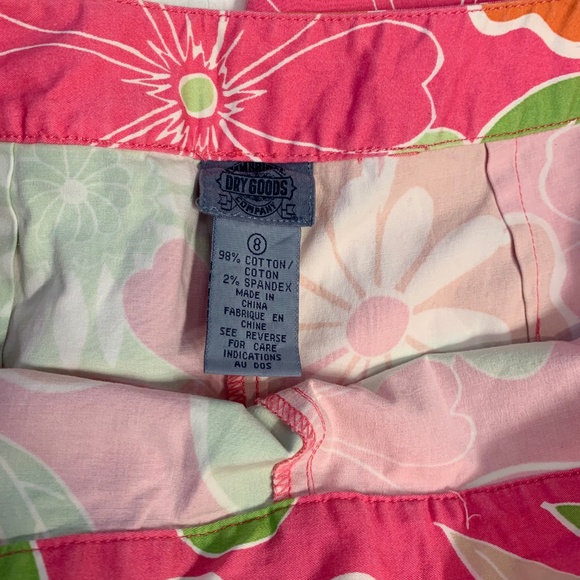 DRY GOODS
COMPANY
8
98% COTTON/
COTON
2% SPANDEX
MADE IN
CHINA
FABRIQUE EN
CHINE
SEE REVERSE
FOR CARE
INDICATIONS
AU DOS